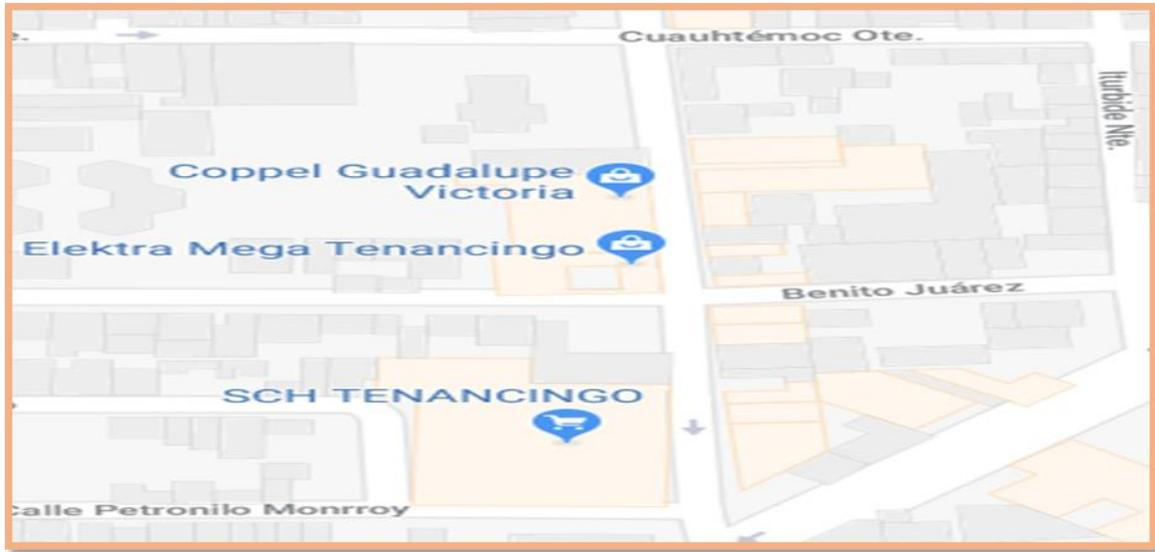 e.
Cuauhtémoc Ote.
Iturbide Nte.
Coppel Guadalupe
Victoria
Elektra Mega Tenancingo
Benito Juárez
SCH TENANCINGO
Calle Petronilo Monrroy